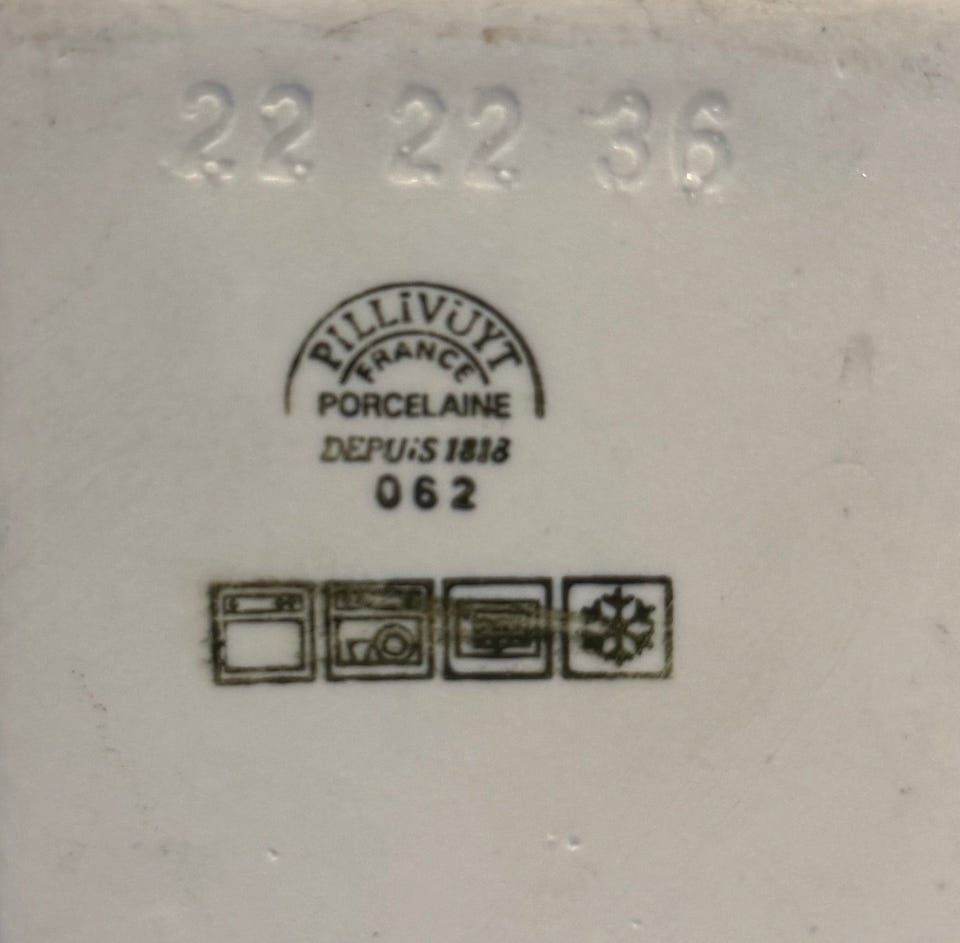 22 22 36
PiLLiVUYT
FRANCE
PORCELAINE
DEPUiS 1818
062